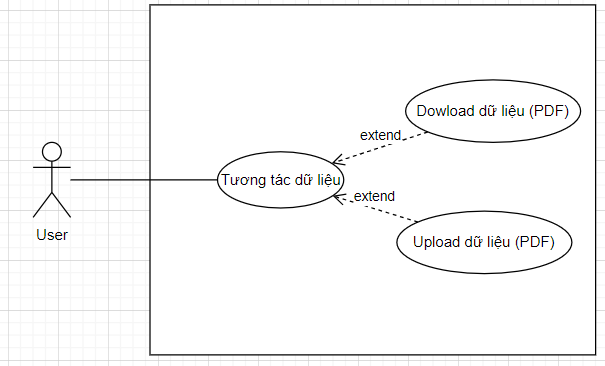 Dowload dữ liệu (PDF)
extend
Tương tác dữ liệu
extend
User
Upload dữ liệu (PDF)